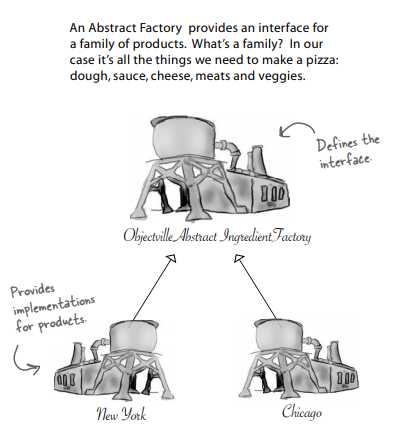 An Abstract Factory provides an interface for
a family of products. What's a family? In our
case it's all the things we need to make a pizza:
dough, sauce, cheese, meats and veggies.
Defines the
interface.
Objectville Abstract IngredientFactory
Provides
implementations
for products.
New York
Chicago